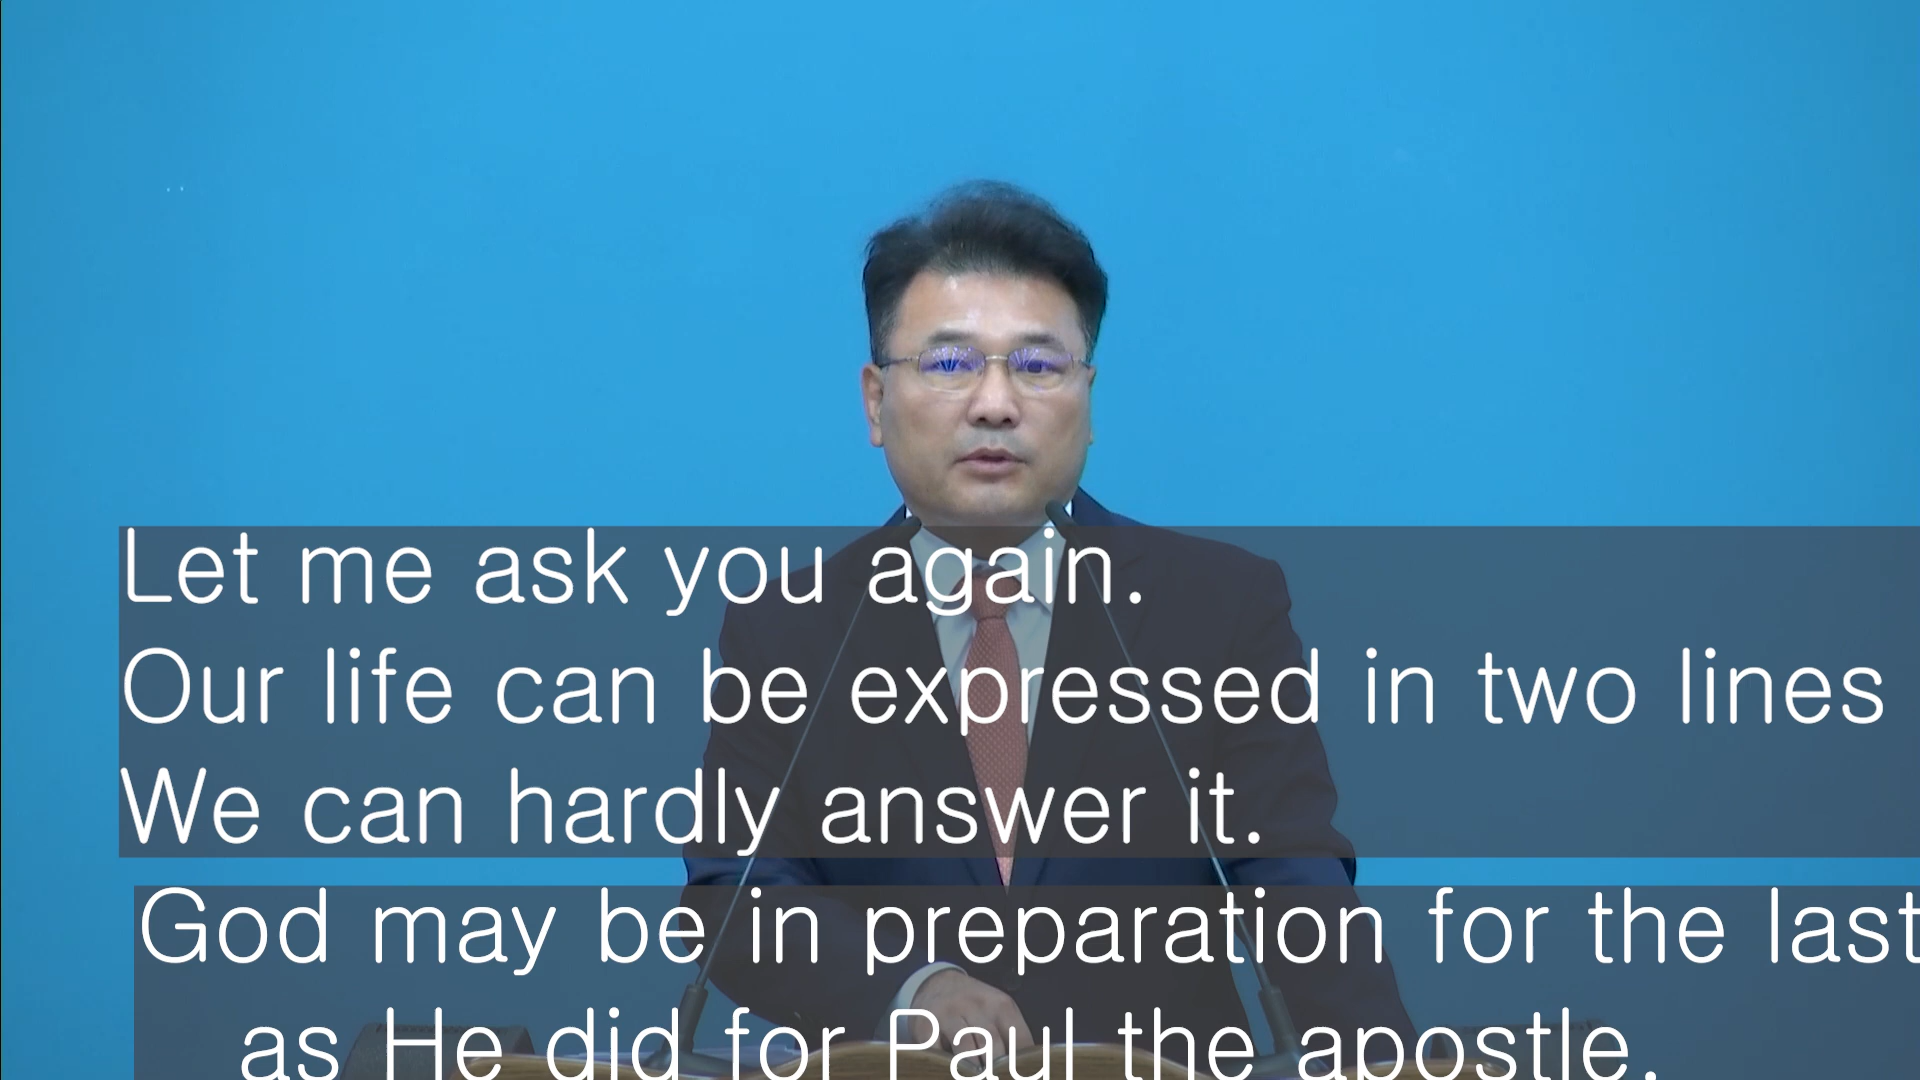 Let me ask you again.
Our life can be expressed in two lines
We can hardly answer it.
God may be in preparation for the last
as He did for Paul the apostle.